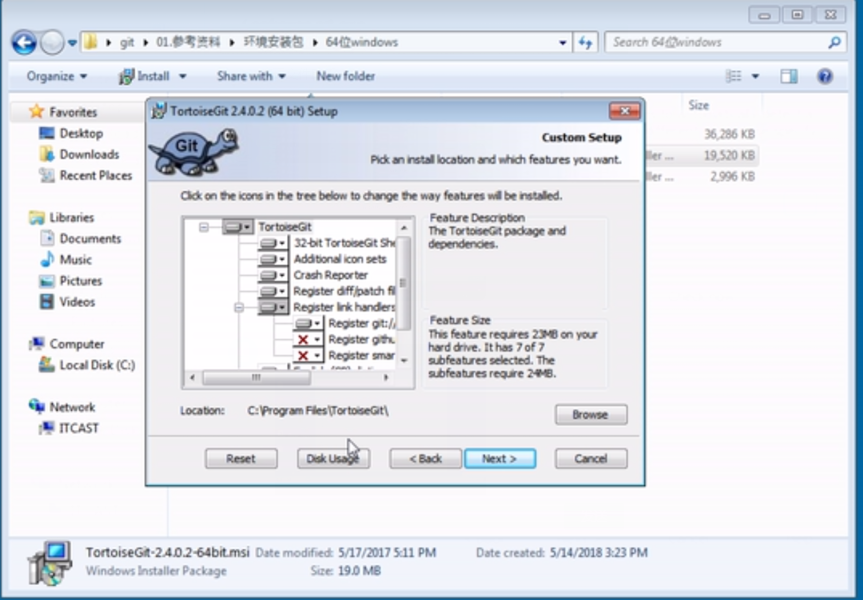 git 01.参考资料 环境安装包 64位windows
Search 64位windows
Organize Install Share with New folder
Favorites
Desktop
Downloads
Recent Places
Libraries
Documents
Music
Pictures
Videos
Computer
Local Disk (C:)
Network
ITCAST
Size
36,286 KB
ller ... 19,520 KB
ller ... 2,996 KB
TortoiseGit 2.4.0.2 (64 bit) Setup
Git
Custom Setup
Pick an install location and which features you want.
Click on the icons in the tree below to change the way features will be installed.
TortoiseGit
32-bit TortoiseGit She
Additional icon sets
Crash Reporter
Register diff/patch fil
Register link handlers
Register git:/
Register githu
Register smar
Feature Description
The TortoiseGit package and
dependencies.
Feature Size
This feature requires 23MB on your
hard drive. It has 7 of 7
subfeatures selected. The
subfeatures require 24MB.
Location: C:\Program Files\TortoiseGit\
Browse
Reset Disk Usage < Back Next > Cancel
TortoiseGit-2.4.0.2-64bit.msi Date modified: 5/17/2017 5:11 PM Date created: 5/14/2018 3:23 PM
Windows Installer Package Size: 19.0 MB